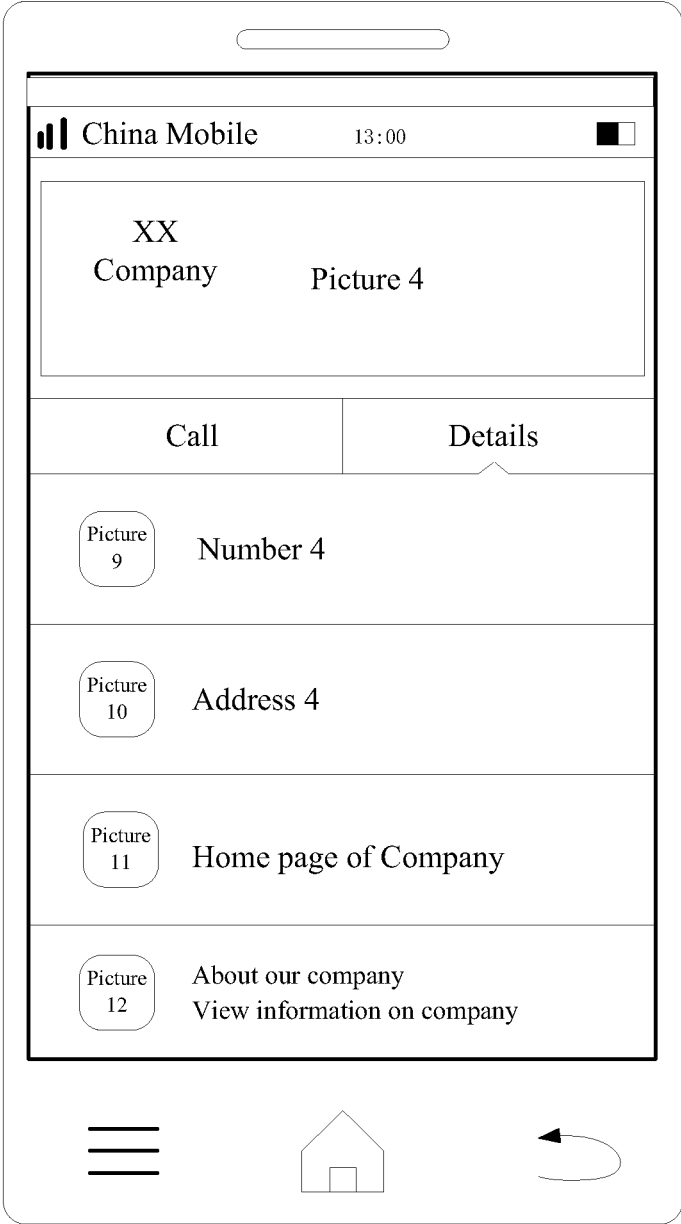 China Mobile 13:00
XX
Company
Picture 4
Call Details
Picture
9
Number 4
Picture
10
Address 4
Picture
11
Home page of Company
Picture
12
About our company
View information on company